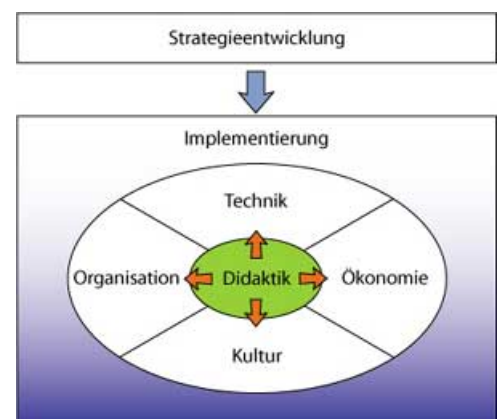 Strategieentwicklung
Implementierung
Technik
Organisation
Didaktik
Ökonomie
Kultur